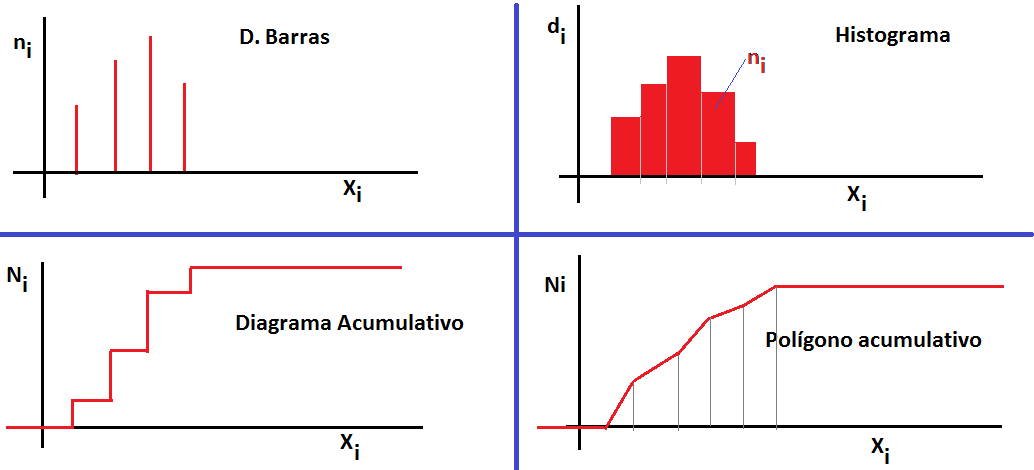 nᵢ
D. Barras
Xᵢ
dᵢ
Histograma
nᵢ
Xᵢ
Nᵢ
Diagrama Acumulativo
Xᵢ
Ni
Polígono acumulativo
Xᵢ